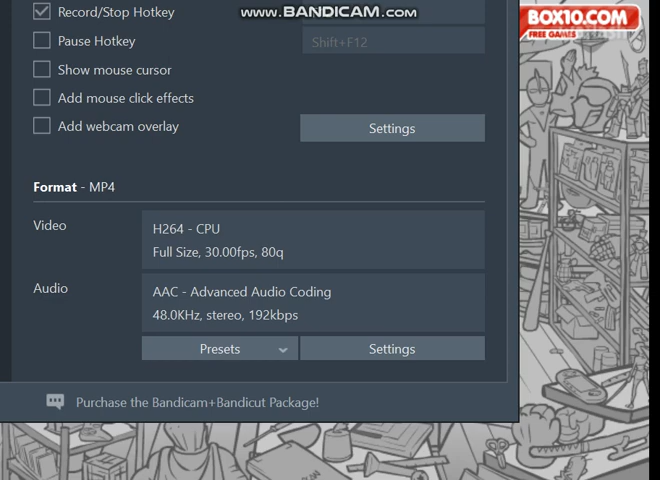 Record/Stop Hotkey
www.BANDICAM.com
BOX10.COM
FREE GAMES
Pause Hotkey
Shift+F12
Show mouse cursor
Add mouse click effects
Add webcam overlay
Settings
Format - MP4
Video
H264 - CPU
Full Size, 30.00fps, 80q
Audio
AAC - Advanced Audio Coding
48.0KHz, stereo, 192kbps
Presets
Settings
Purchase the Bandicam+Bandicut Package!